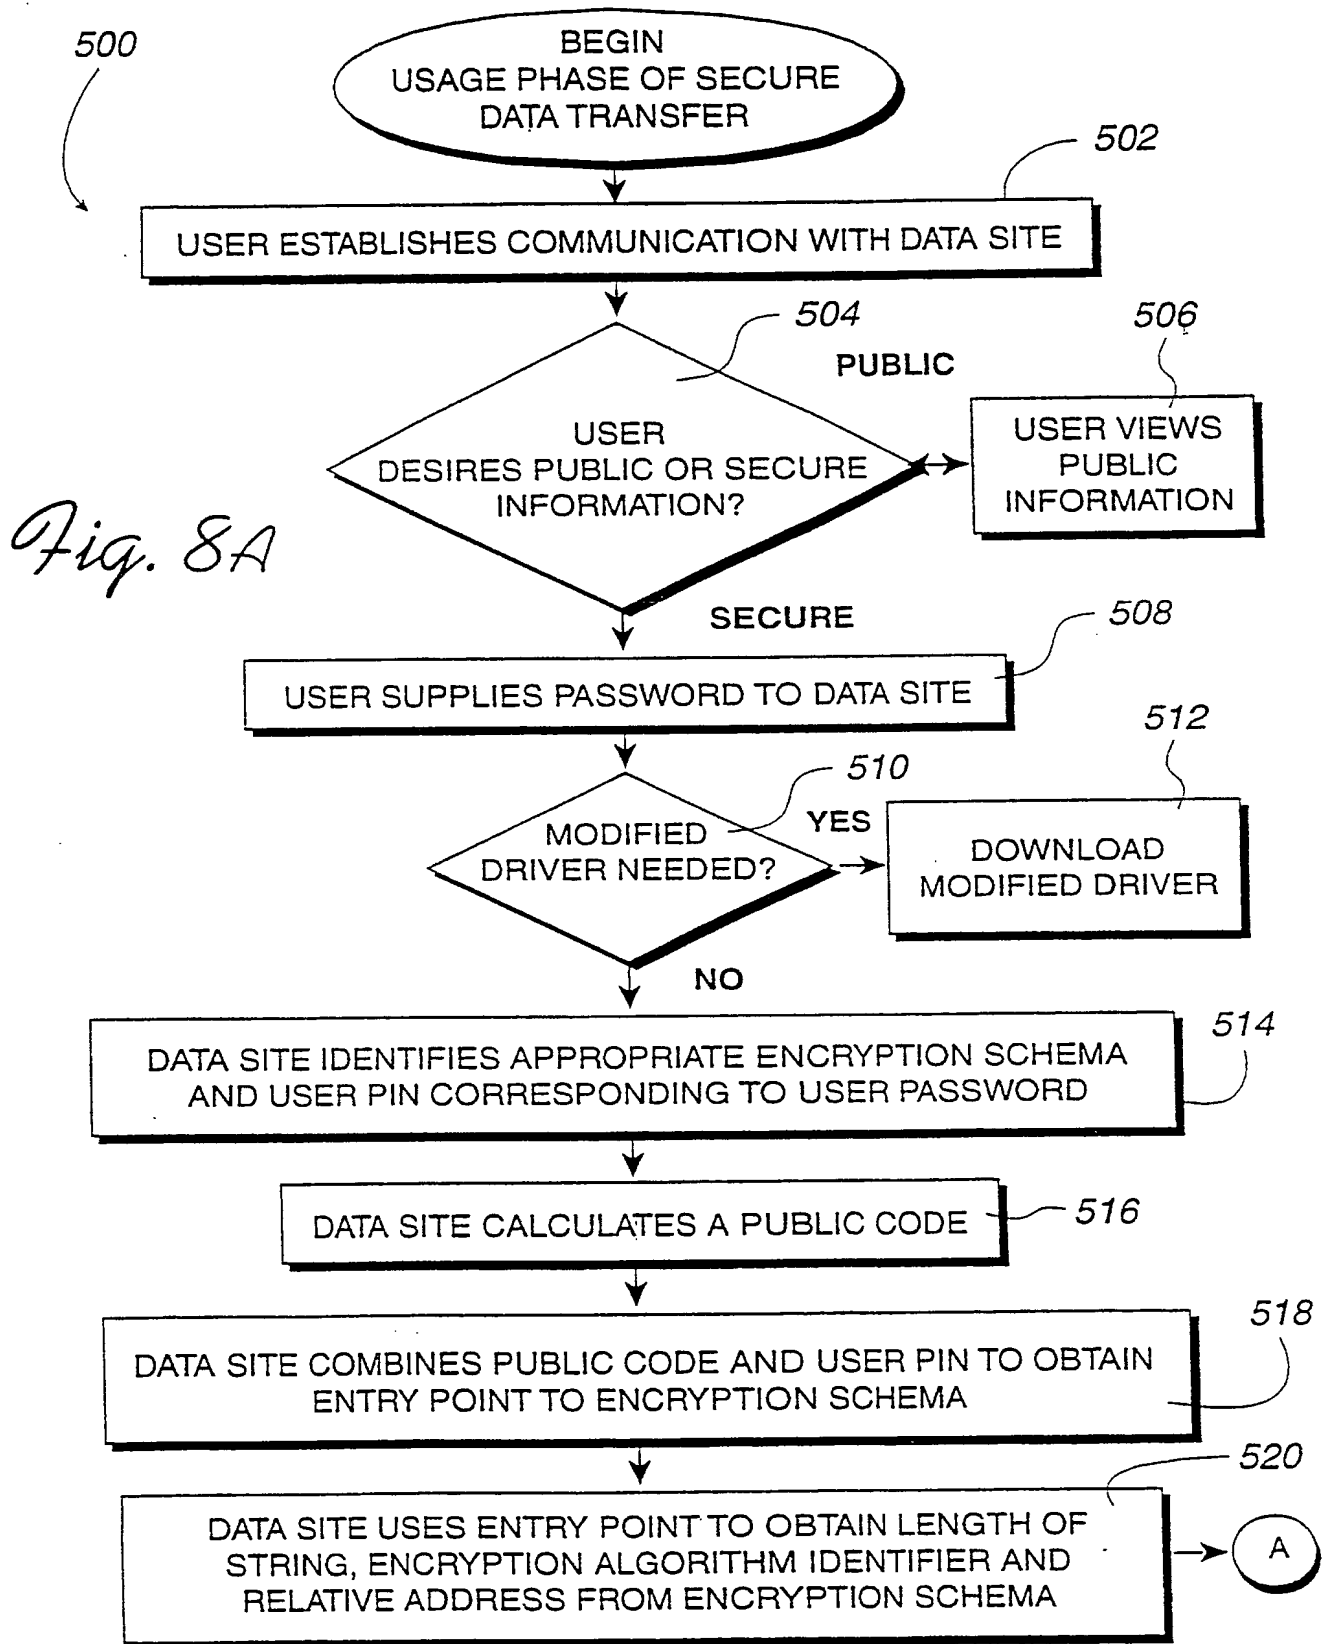 500
BEGIN
USAGE PHASE OF SECURE
DATA TRANSFER
502
USER ESTABLISHES COMMUNICATION WITH DATA SITE
504
506
PUBLIC
USER
DESIRES PUBLIC OR SECURE
INFORMATION?
USER VIEWS
PUBLIC
INFORMATION
Fig. 8A
SECURE
508
USER SUPPLIES PASSWORD TO DATA SITE
510
512
MODIFIED
DRIVER NEEDED?
YES
DOWNLOAD
MODIFIED DRIVER
NO
514
DATA SITE IDENTIFIES APPROPRIATE ENCRYPTION SCHEMA
AND USER PIN CORRESPONDING TO USER PASSWORD
516
DATA SITE CALCULATES A PUBLIC CODE
518
DATA SITE COMBINES PUBLIC CODE AND USER PIN TO OBTAIN
ENTRY POINT TO ENCRYPTION SCHEMA
520
DATA SITE USES ENTRY POINT TO OBTAIN LENGTH OF
STRING, ENCRYPTION ALGORITHM IDENTIFIER AND
RELATIVE ADDRESS FROM ENCRYPTION SCHEMA
A